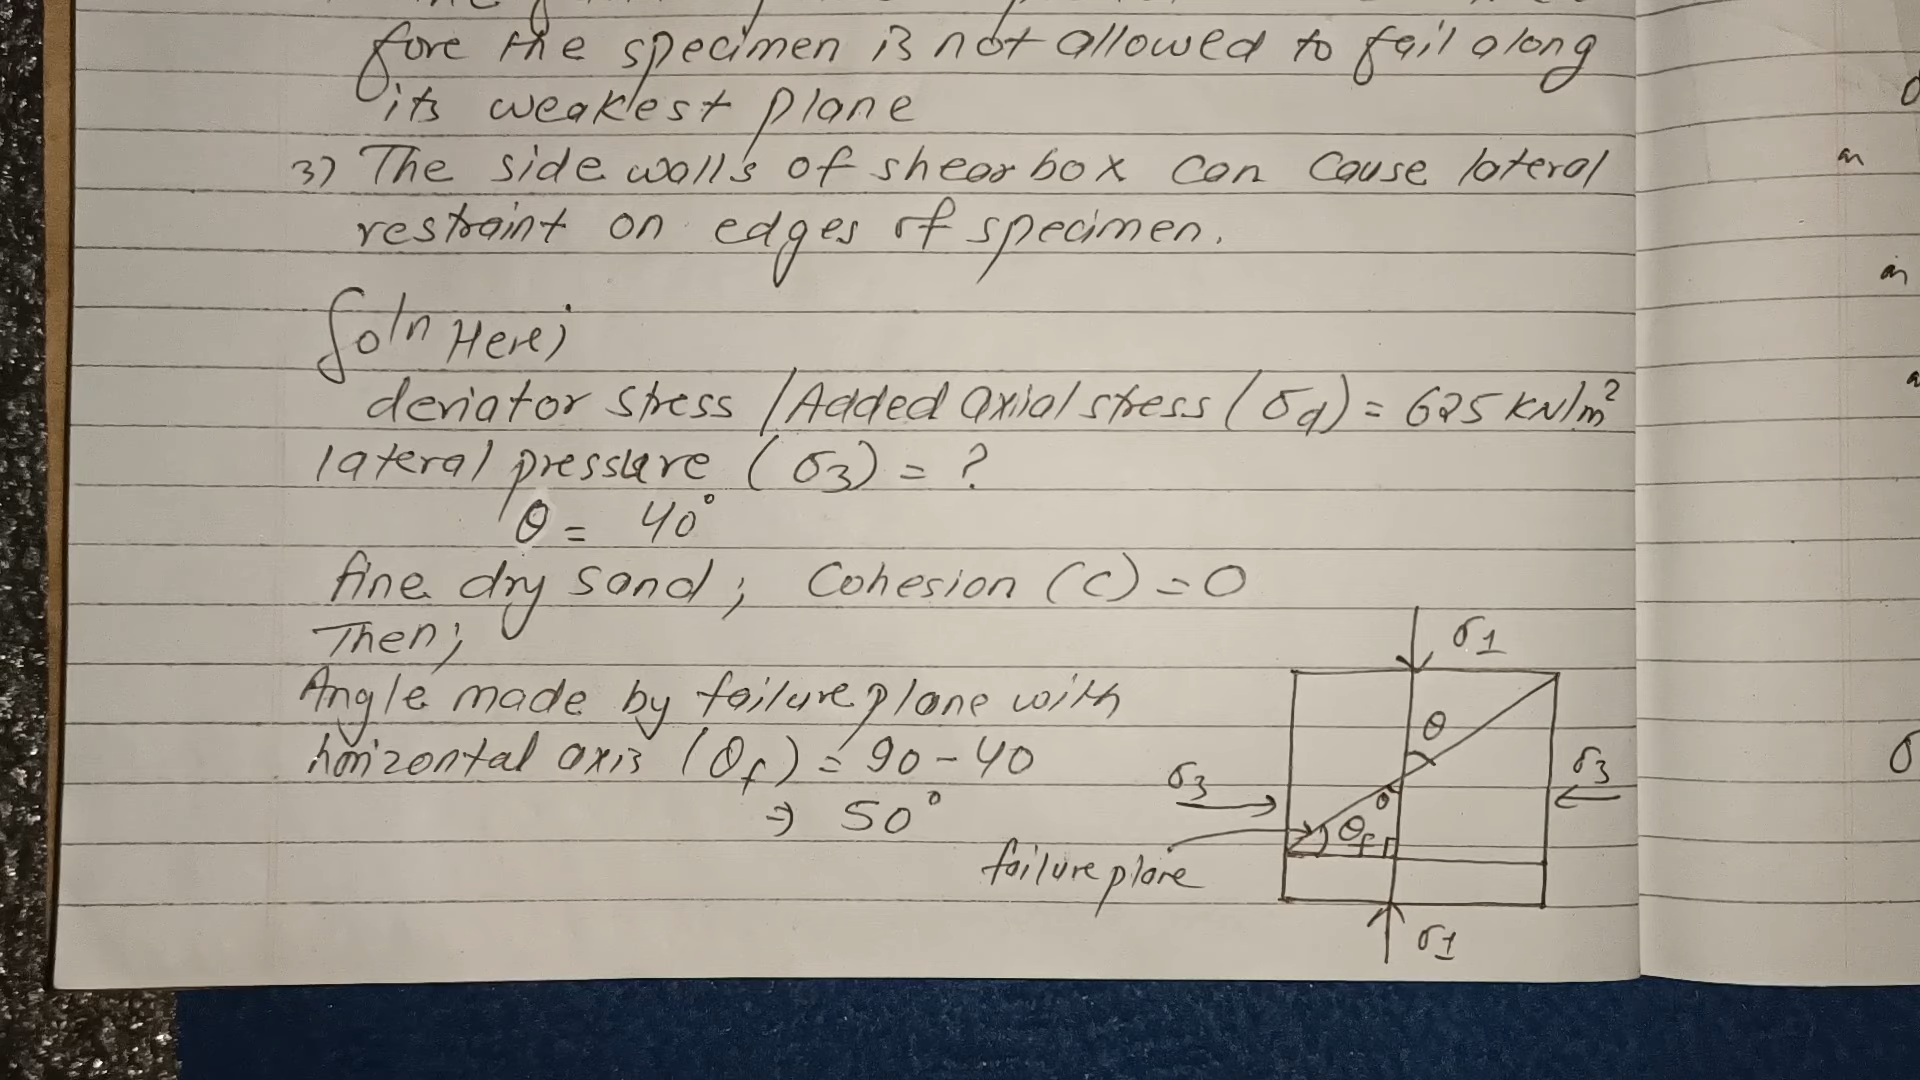 fore the specimen is not allowed to fail along
its weaklest plane
3) The side walls of shear box can cause lateral
restraint on edges of specimen.
Soln Here;
deviator stress / Added axial stress (σd) = 625 KN/m²
lateral pressure (σ3) = ?
θ = 40°
fine dry sand; Cohesion (c) = 0
Then;
Angle made by failure plane with
horizontal axis (θf) = 90 - 40
⇒ 50°
σ1
θ
σ3
σ3
θ
θf
failure plane
σ1